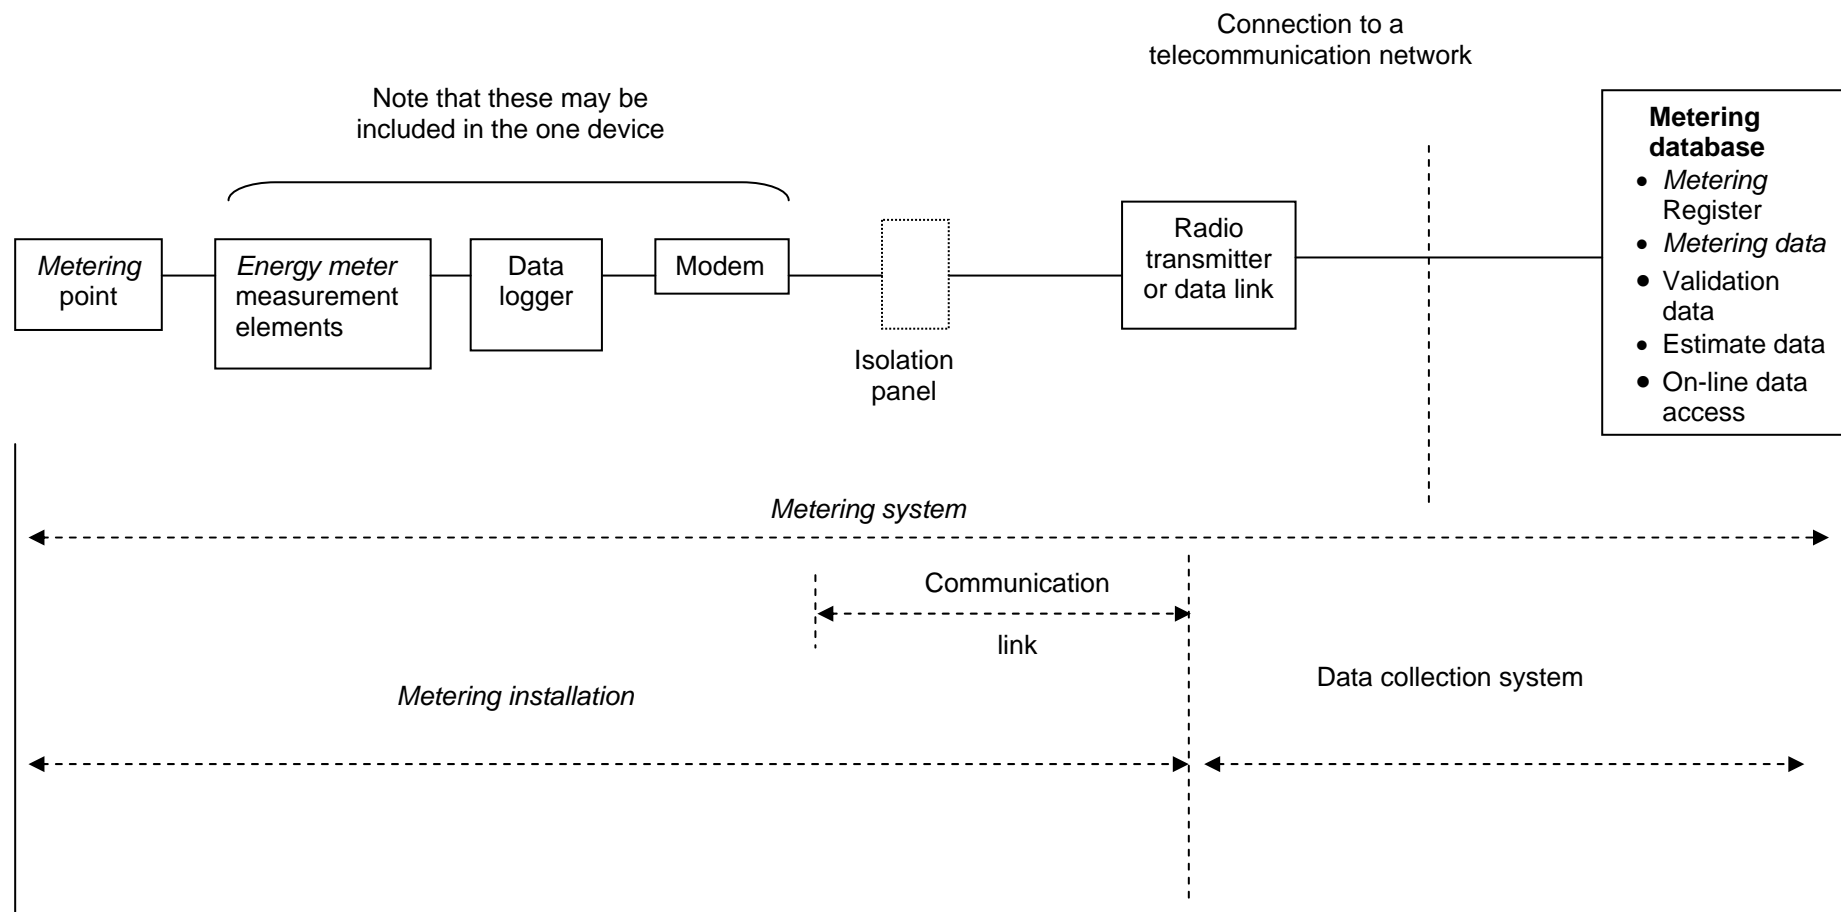 Connection to a
telecommunication network
Note that these may be
included in the one device
Metering
point
Energy meter
measurement
elements
Data
logger
Modem
Isolation
panel
Radio
transmitter
or data link
Metering
database
• Metering
Register
• Metering data
• Validation
data
• Estimate data
• On-line data
access
Metering system
Communication
link
Metering installation
Data collection system